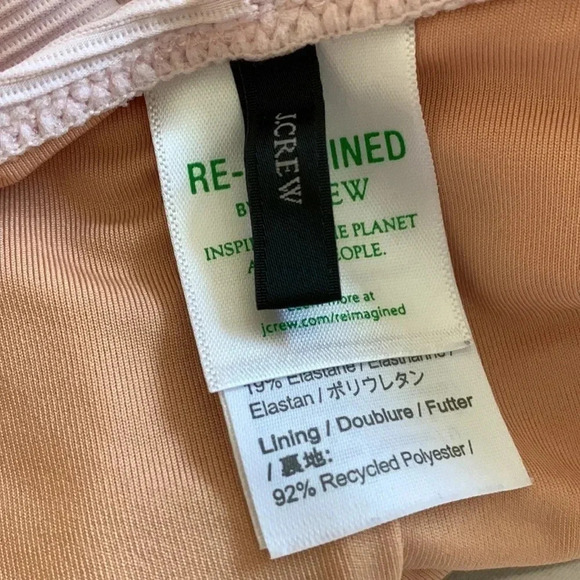 J.CREW
RE- INED
BY EW
INSPI E PLANET
A EOPLE.
more at
jcrew.com/reimagined
19% Elastane / Elasthanne /
Elastan / ポリウレタン
Lining / Doublure / Futter
/ 裏地:
92% Recycled Polyester /